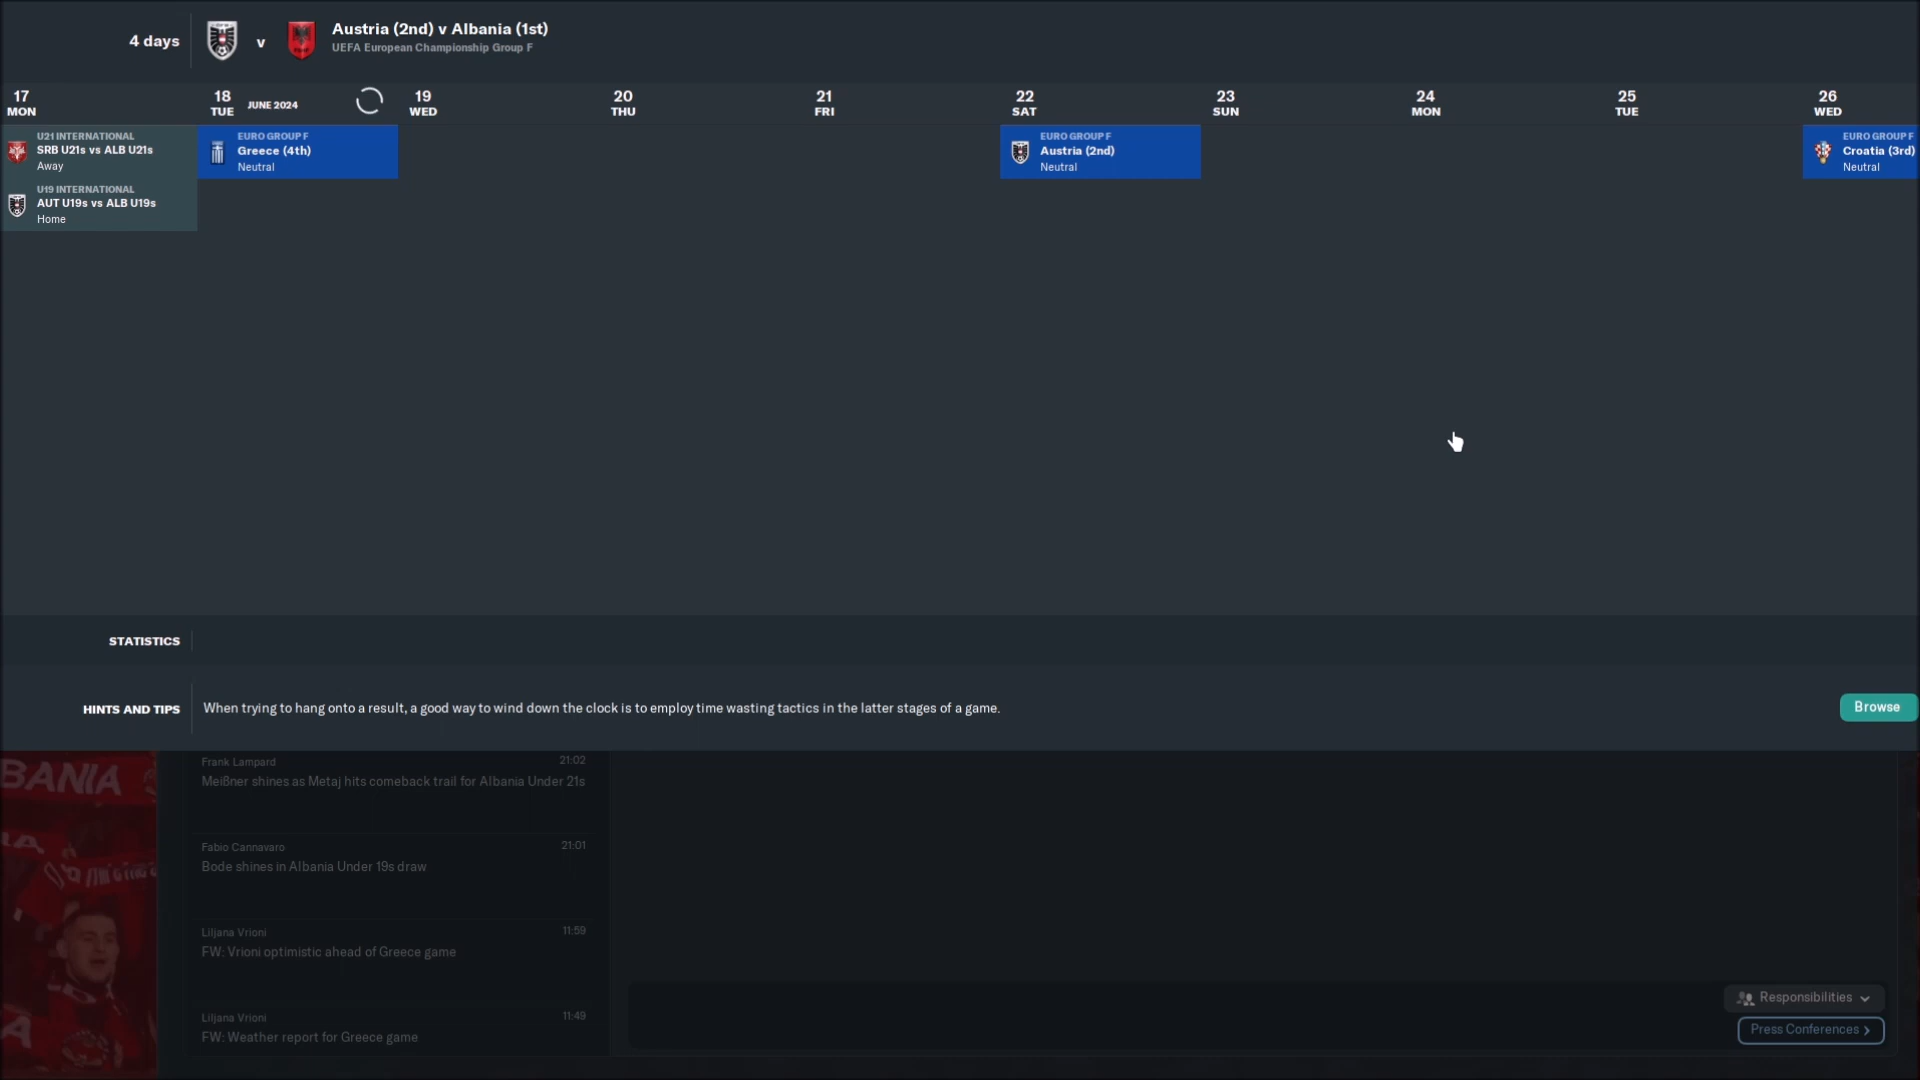 4 days
v
Austria (2nd) v Albania (1st)
UEFA European Championship Group F
17
MON
18
TUE
JUNE 2024
19
WED
20
THU
21
FRI
22
SAT
23
SUN
24
MON
25
TUE
26
WED
U21 INTERNATIONAL
SRB U21s vs ALB U21s
Away
U19 INTERNATIONAL
AUT U19s vs ALB U19s
Home
EURO GROUP F
Greece (4th)
Neutral
EURO GROUP F
Austria (2nd)
Neutral
EURO GROUP F
Croatia (3rd)
Neutral
STATISTICS
HINTS AND TIPS
When trying to hang onto a result, a good way to wind down the clock is to employ time wasting tactics in the latter stages of a game.
Browse
BANIA
Frank Lampard
21:02
Meißner shines as Metaj hits comeback trail for Albania Under 21s
Fabio Cannavaro
21:01
Bode shines in Albania Under 19s draw
Liljana Vrioni
11:59
FW: Vrioni optimistic ahead of Greece game
Liljana Vrioni
11:49
FW: Weather report for Greece game
Responsibilities
Press Conferences